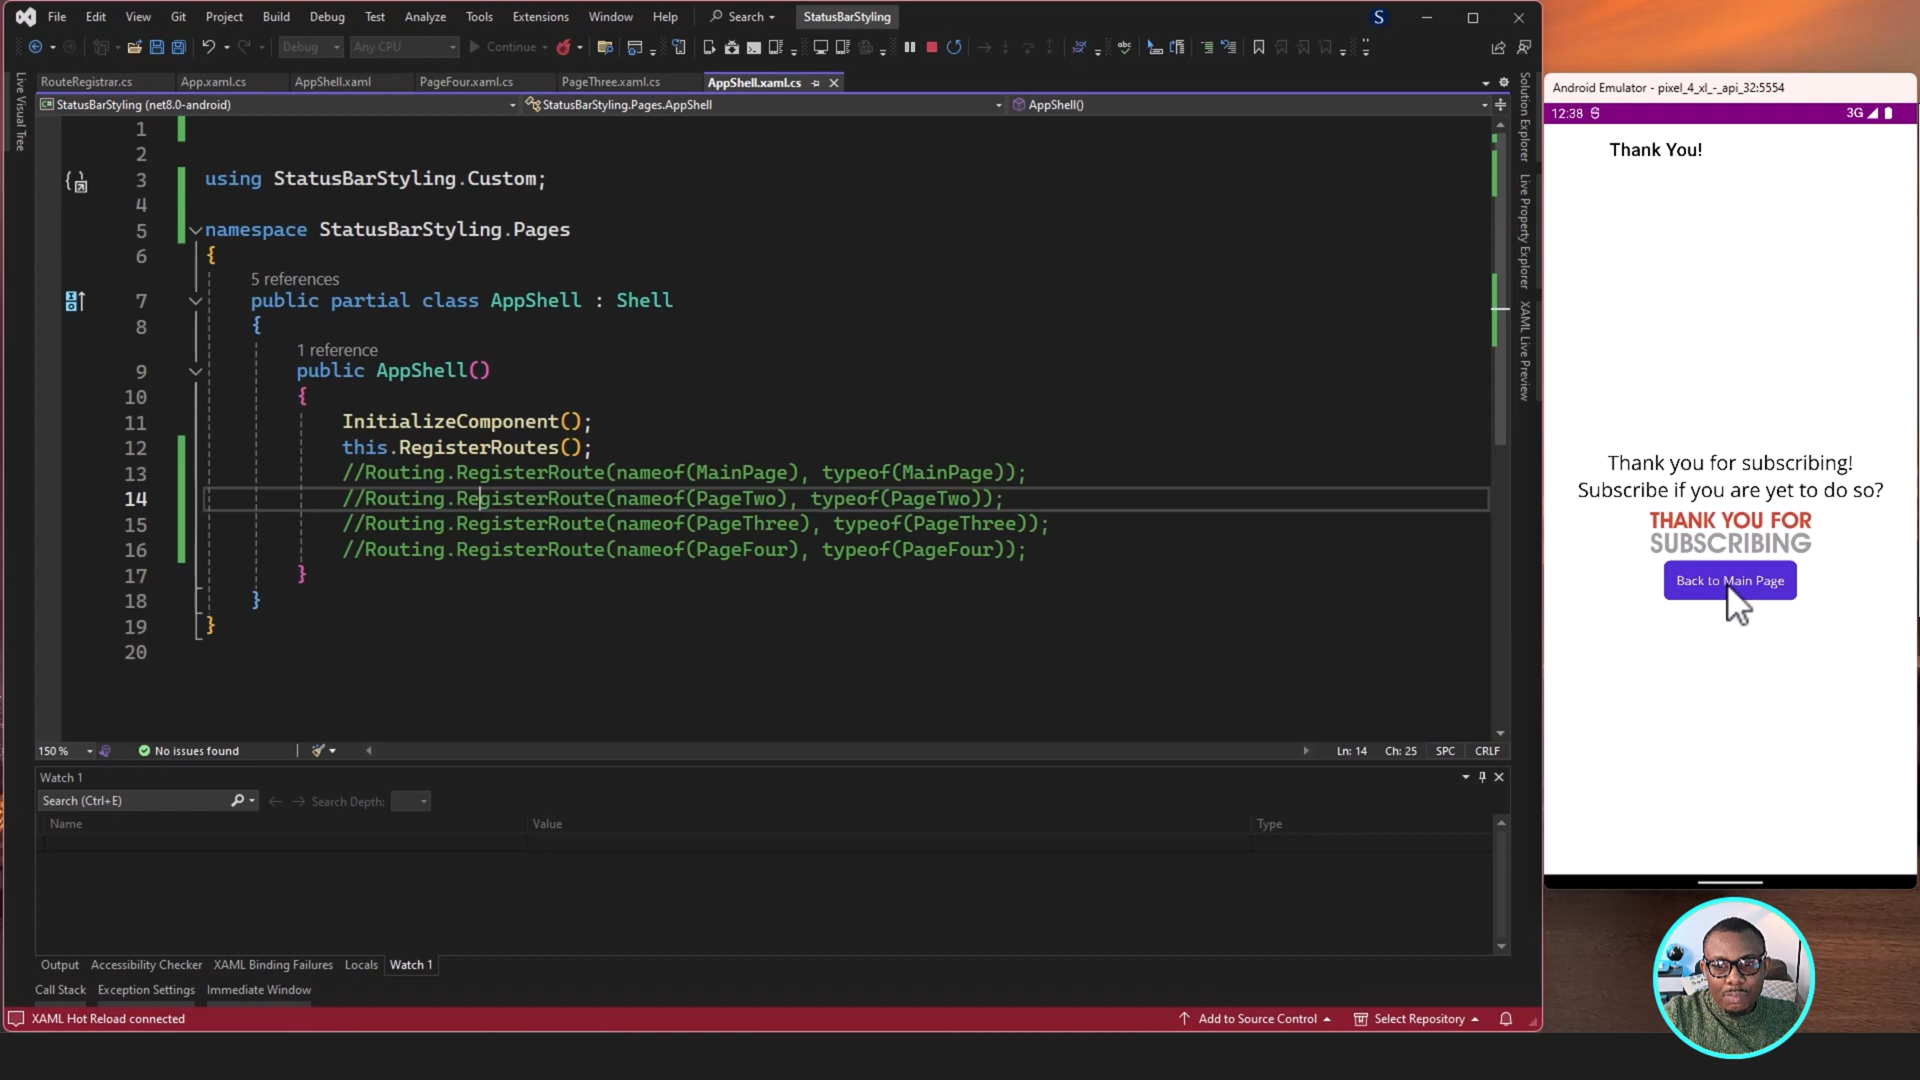 File Edit View Git Project Build Debug Test Analyze Tools Extensions Window Help Search StatusBarStyling S
Debug Any CPU Continue
RouteRegistrar.cs App.xaml.cs AppShell.xaml PageFour.xaml.cs PageThree.xaml.cs AppShell.xaml.cs
StatusBarStyling (net8.0-android) StatusBarStyling.Pages.AppShell AppShell()
Live Visual Tree
1
2
3 using StatusBarStyling.Custom;
4
5 namespace StatusBarStyling.Pages
6 {
5 references
7 public partial class AppShell : Shell
8 {
1 reference
9 public AppShell()
10 {
11 InitializeComponent();
12 this.RegisterRoutes();
13 //Routing.RegisterRoute(nameof(MainPage), typeof(MainPage));
14 //Routing.RegisterRoute(nameof(PageTwo), typeof(PageTwo));
15 //Routing.RegisterRoute(nameof(PageThree), typeof(PageThree));
16 //Routing.RegisterRoute(nameof(PageFour), typeof(PageFour));
17 }
18 }
19 }
20
150 % No issues found Ln: 14 Ch: 25 SPC CRLF
Watch 1
Search (Ctrl+E) Search Depth:
Name Value Type
Output Accessibility Checker XAML Binding Failures Locals Watch 1
Call Stack Exception Settings Immediate Window
XAML Hot Reload connected Add to Source Control Select Repository
Solution Explorer
Live Property Explorer
XAML Live Preview
Android Emulator - pixel_4_xl_-_api_32:5554
12:38 3G
Thank You!
Thank you for subscribing!
Subscribe if you are yet to do so?
THANK YOU FOR
SUBSCRIBING
Back to Main Page